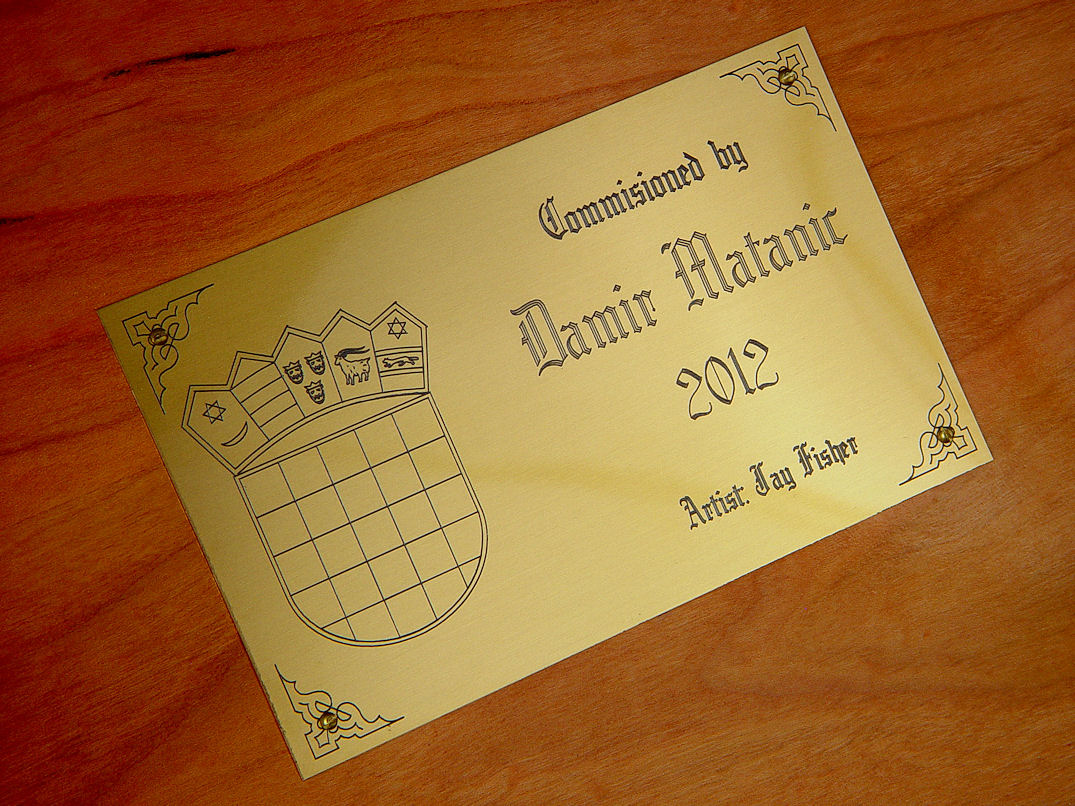 Commisioned by
Damir Matanic
2012
Artist: Jay Fisher